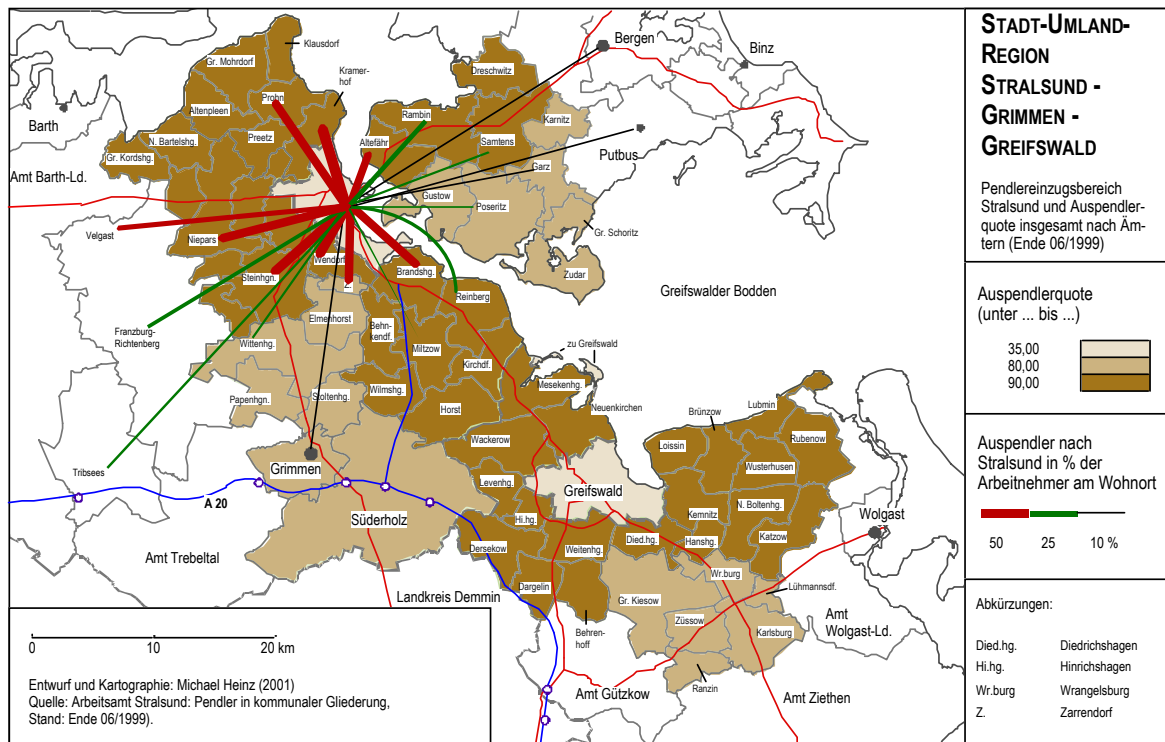 STADT-UMLAND-
REGION
STRALSUND -
GRIMMEN -
GREIFSWALD
Pendlereinzugsbereich
Stralsund und Auspendler-
quote insgesamt nach Äm-
tern (Ende 06/1999)
Auspendlerquote
(unter ... bis ...)
35,00
80,00
90,00
Auspendler nach
Stralsund in % der
Arbeitnehmer am Wohnort
50 25 10 %
Abkürzungen:
Died.hg. Diedrichshagen
Hi.hg. Hinrichshagen
Wr.burg Wrangelsburg
Z. Zarrendorf
Klausdorf
Gr. Mohrdorf
Kramer-
hof
Prohn
Altenpleen
Barth
N. Bartelshg.
Preetz
Gr. Kordshg.
Amt Barth-Ld.
Bergen
Binz
Dreschwitz
Rambin
Karnitz
Altefähr
Samtens
Putbus
Garz
Gustow
Poseritz
Gr. Schoritz
Zudar
Velgast
Niepars
Wendorf
Steinhgn.
Z.
Brandshg.
Reinberg
Greifswalder Bodden
Elmenhorst
Franzburg-
Richtenberg
Wittenhg.
Behn-
kendf.
Miltzow
zu Greifswald
Kirchdf.
Mesekenhg.
Papenhgn.
Stoltenhg.
Wilmshg.
Horst
Neuenkirchen
Brünzow
Lubmin
Wackerow
Loissin
Rubenow
Tribsees
Grimmen
Levenhg.
Wusterhusen
Greifswald
A 20
N. Boltenhg.
Kemnitz
Süderholz
Hi.hg.
Wolgast
Died.hg.
Hanshg.
Katzow
Amt Trebeltal
Dersekow
Weitenhg.
Wr.burg
Dargelin
Lühmannsdf.
Landkreis Demmin
Gr. Kiesow
Züssow
Amt
Wolgast-Ld.
Behren-
hoff
Karlsburg
Ranzin
Amt Gützkow
Amt Ziethen
0 10 20 km
Entwurf und Kartographie: Michael Heinz (2001)
Quelle: Arbeitsamt Stralsund: Pendler in kommunaler Gliederung,
Stand: Ende 06/1999).